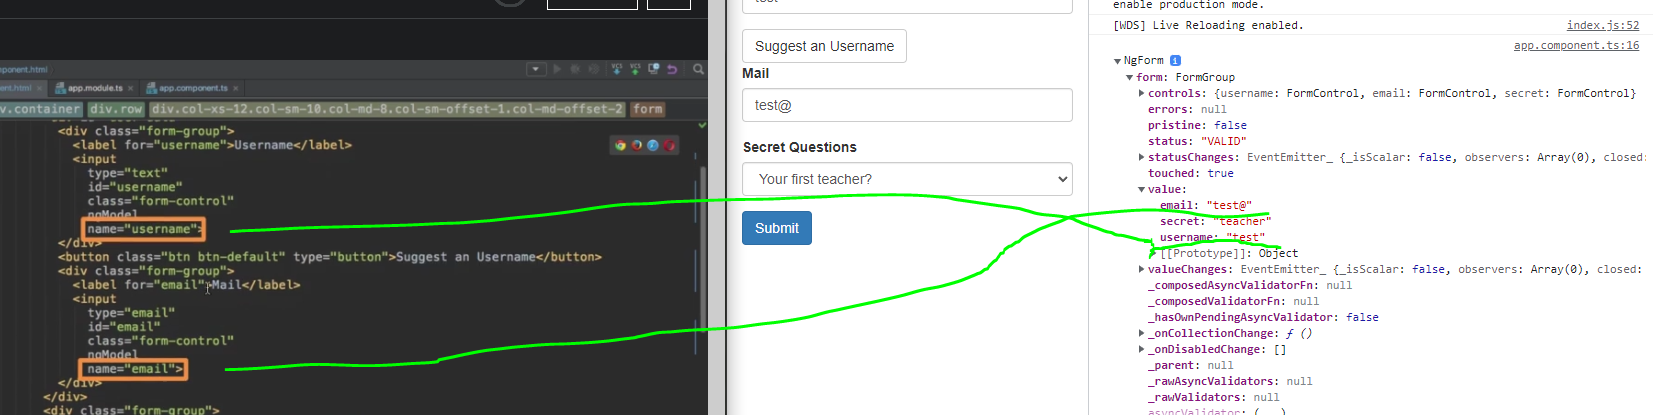 ponent.html
ent.html × app.module.ts × app.component.ts ×
v.container div.row div.col-xs-12.col-sm-10.col-md-8.col-sm-offset-1.col-md-offset-2 form
<div class="form-group">
<label for="username">Username</label>
<input
type="text"
id="username"
class="form-control"
ngModel
name="username">
</div>
<button class="btn btn-default" type="button">Suggest an Username</button>
<div class="form-group">
<label for="email">Mail</label>
<input
type="email"
id="email"
class="form-control"
ngModel
name="email">
</div>
</div>
<div class="form-group">
test
Suggest an Username
Mail
test@
Secret Questions
Your first teacher?
Submit
enable production mode.
[WDS] Live Reloading enabled. index.js:52
app.component.ts:16
NgForm i
form: FormGroup
controls: {username: FormControl, email: FormControl, secret: FormControl}
errors: null
pristine: false
status: "VALID"
statusChanges: EventEmitter_ {_isScalar: false, observers: Array(0), closed:
touched: true
value:
email: "test@"
secret: "teacher"
username: "test"
[[Prototype]]: Object
valueChanges: EventEmitter_ {_isScalar: false, observers: Array(0), closed:
_composedAsyncValidatorFn: null
_composedValidatorFn: null
_hasOwnPendingAsyncValidator: false
_onCollectionChange: ƒ ()
_onDisabledChange: []
_parent: null
_rawAsyncValidators: null
_rawValidators: null
asyncValidator: (...)